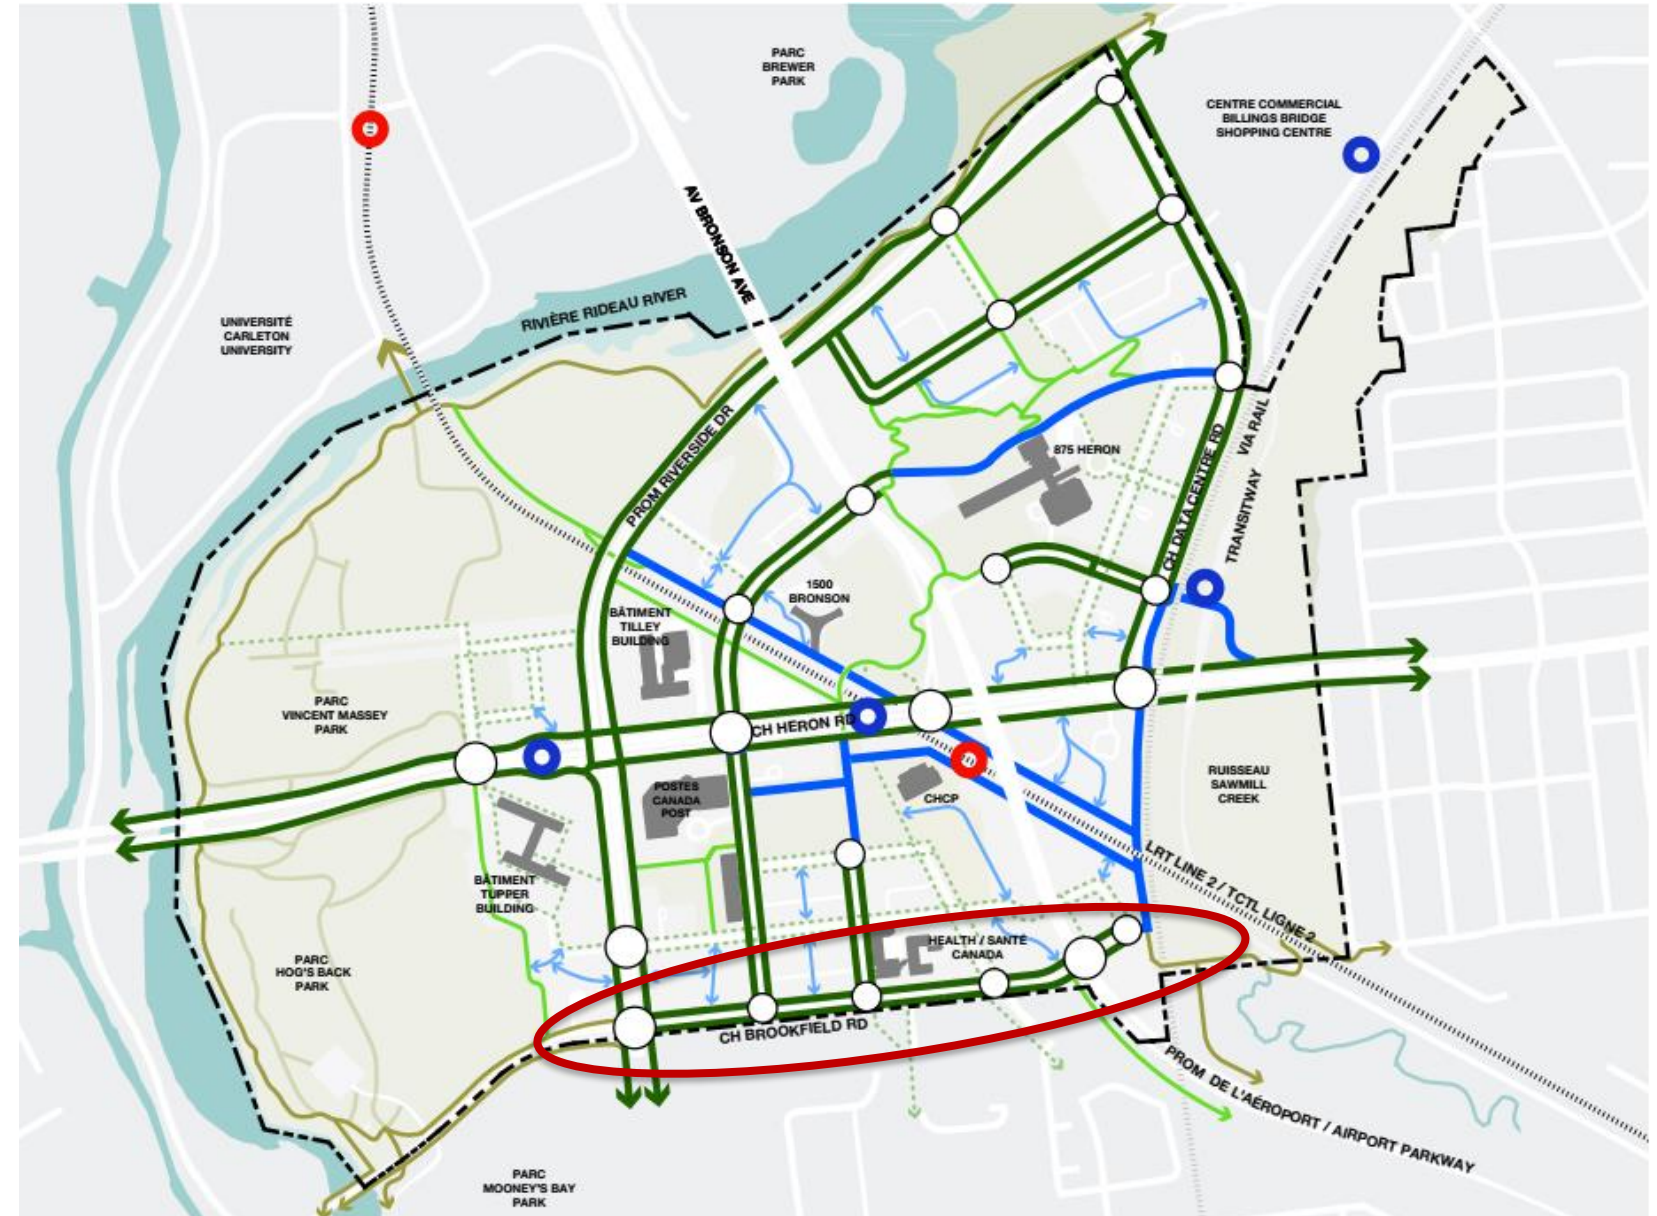 PARC
BREWER
PARK
CENTRE COMMERCIAL
BILLINGS BRIDGE
SHOPPING CENTRE
AV BRONSON AVE
RIVIÈRE RIDEAU RIVER
UNIVERSITÉ
CARLETON
UNIVERSITY
PROM RIVERSIDE DR
875 HERON
CH DATA CENTRE RD
VIA RAIL
TRANSITWAY
1500
BRONSON
BÂTIMENT
TILLEY
BUILDING
PARC
VINCENT MASSEY
PARK
CH HERON RD
POSTES
CANADA
POST
CHCP
RUISSEAU
SAWMILL
CREEK
LRT LINE 2 / TCTL LIGNE 2
BÂTIMENT
TUPPER
BUILDING
HEALTH / SANTÉ
CANADA
PARC
HOG'S BACK
PARK
CH BROOKFIELD RD
PROM DE L'AÉROPORT / AIRPORT PARKWAY
PARC
MOONEY'S BAY
PARK